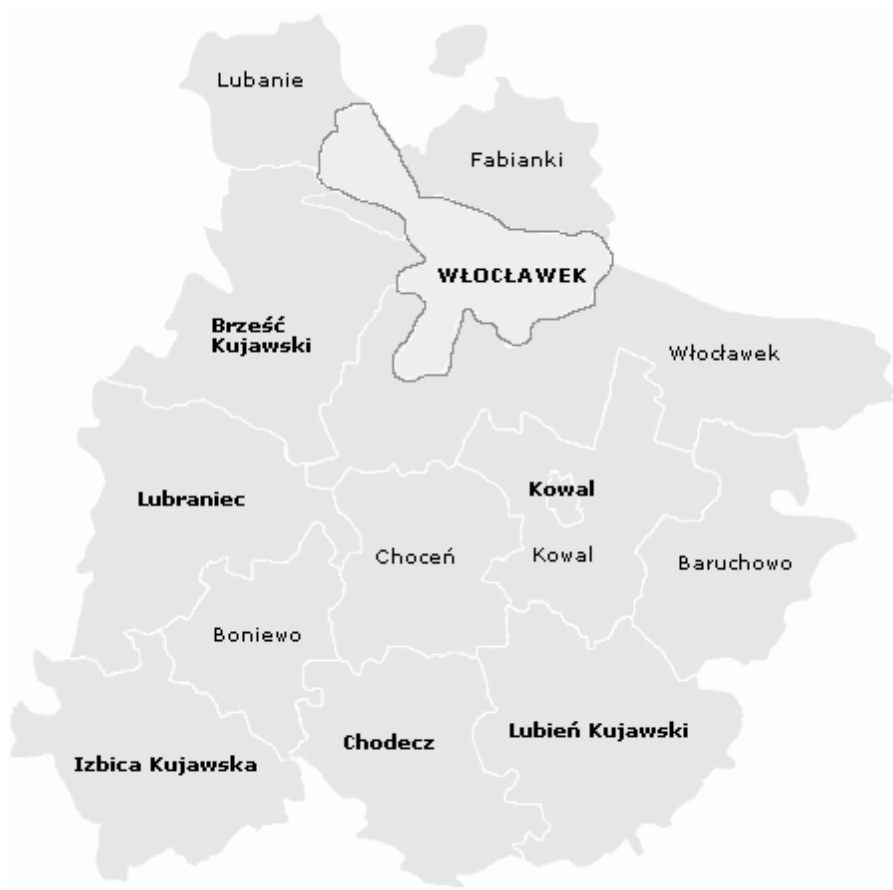 Lubanie
Fabianki
WŁOCŁAWEK
Brześć
Kujawski
Włocławek
Lubraniec
Kowal
Choceń
Kowal
Baruchowo
Boniewo
Lubień Kujawski
Chodecz
Izbica Kujawska